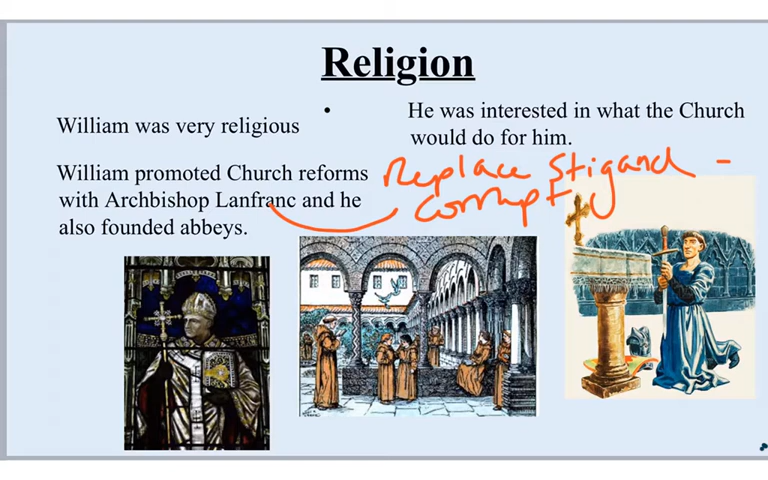 Religion
William was very religious
• He was interested in what the Church
would do for him.
William promoted Church reforms
with Archbishop Lanfranc and he
also founded abbeys.
Replace Stigand -
corrupt